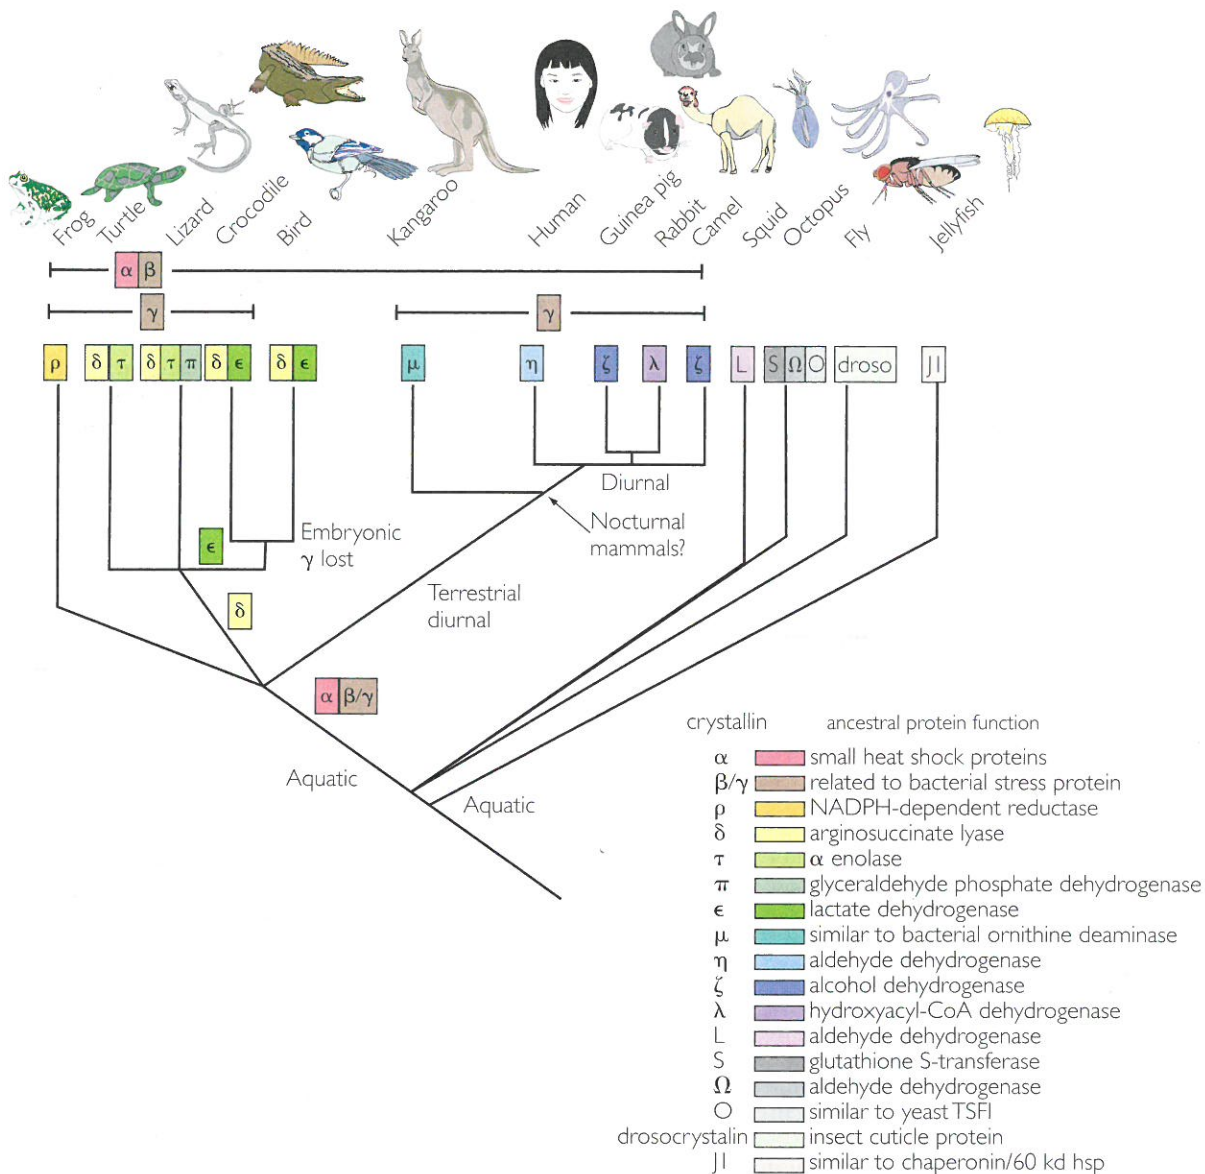 Frog
Turtle
Lizard
Crocodile
Bird
Kangaroo
Human
Guinea pig
Rabbit
Camel
Squid
Octopus
Fly
Jellyfish
α β
γ
γ
ρ
δ τ
δ τ π
δ ϵ
δ ϵ
μ
η
ζ
λ
ζ
L
S Ω O
droso
JI
Diurnal
Nocturnal
mammals?
Embryonic
γ lost
ϵ
Terrestrial
diurnal
δ
α β/γ
Aquatic
Aquatic
crystallin ancestral protein function
α small heat shock proteins
β/γ related to bacterial stress protein
ρ NADPH-dependent reductase
δ arginosuccinate lyase
τ α enolase
π glyceraldehyde phosphate dehydrogenase
ϵ lactate dehydrogenase
μ similar to bacterial ornithine deaminase
η aldehyde dehydrogenase
ζ alcohol dehydrogenase
λ hydroxyacyl-CoA dehydrogenase
L aldehyde dehydrogenase
S glutathione S-transferase
Ω aldehyde dehydrogenase
O similar to yeast TSFI
drosocrystalin insect cuticle protein
JI similar to chaperonin/60 kd hsp